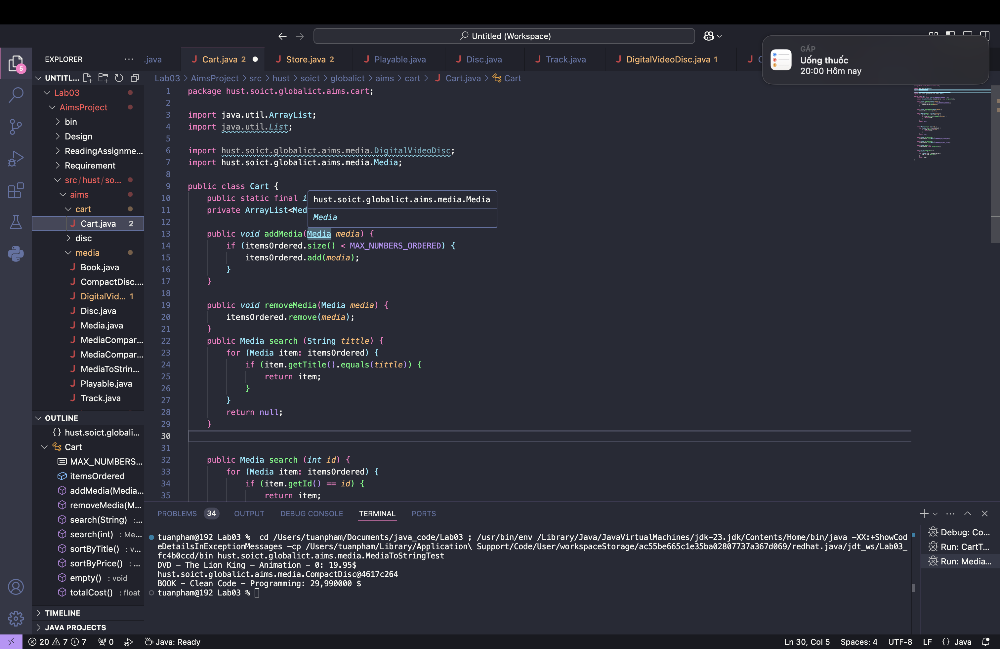 Untitled (Workspace)
GẤP
Uống thuốc
20:00 Hôm nay
EXPLORER
.java
Cart.java 2
Store.java 2
Playable.java
Disc.java
Track.java
DigitalVideoDisc.java 1
UNTITL...
Lab03 > AimsProject > src > hust > soict > globalict > aims > cart > Cart.java > Cart
Lab03
AimsProject
bin
Design
ReadingAssignme...
Requirement
src/hust/so...
aims
cart
Cart.java 2
disc
media
Book.java
CompactDisc....
DigitalVid... 1
Disc.java
Media.java
MediaCompar...
MediaCompar...
MediaToStrin...
Playable.java
Track.java
OUTLINE
{} hust.soict.globali...
Cart
MAX_NUMBERS...
itemsOrdered
addMedia(Media...
removeMedia(M...
search(String) :...
search(int) : Me...
sortByTitle() : v...
sortByPrice() : ...
empty() : void
totalCost() : float
TIMELINE
JAVA PROJECTS
1 package hust.soict.globalict.aims.cart;
2
3 import java.util.ArrayList;
4 import java.util.List;
5
6 import hust.soict.globalict.aims.media.DigitalVideoDisc;
7 import hust.soict.globalict.aims.media.Media;
8
9 public class Cart {
10 public static final i
11 private ArrayList<Med
hust.soict.globalict.aims.media.Media
Media
12
13 public void addMedia(Media media) {
14 if (itemsOrdered.size() < MAX_NUMBERS_ORDERED) {
15 itemsOrdered.add(media);
16 }
17 }
18
19 public void removeMedia(Media media) {
20 itemsOrdered.remove(media);
21 }
22 public Media search (String tittle) {
23 for (Media item: itemsOrdered) {
24 if (item.getTitle().equals(tittle)) {
25 return item;
26 }
27 }
28 return null;
29 }
30
31
32 public Media search (int id) {
33 for (Media item: itemsOrdered) {
34 if (item.getId() == id) {
35 return item;
PROBLEMS 34 OUTPUT DEBUG CONSOLE TERMINAL PORTS
tuanpham@192 Lab03 % cd /Users/tuanpham/Documents/java_code/Lab03 ; /usr/bin/env /Library/Java/JavaVirtualMachines/jdk-23.jdk/Contents/Home/bin/java -XX:+ShowCod
eDetailsInExceptionMessages -cp /Users/tuanpham/Library/Application\ Support/Code/User/workspaceStorage/ac55be665c1e35ba02807737a367d069/redhat.java/jdt_ws/Lab03_
fc4b0ccd/bin hust.soict.globalict.aims.media.MediaToStringTest
DVD - The Lion King - Animation - 0: 19.95$
hust.soict.globalict.aims.media.CompactDisc@4617c264
BOOK - Clean Code - Programming: 29,990000 $
tuanpham@192 Lab03 %
Debug: Co...
Run: CartT...
Run: Media...
5
20 7 7 0 Java: Ready
Ln 30, Col 5 Spaces: 4 UTF-8 LF {} Java